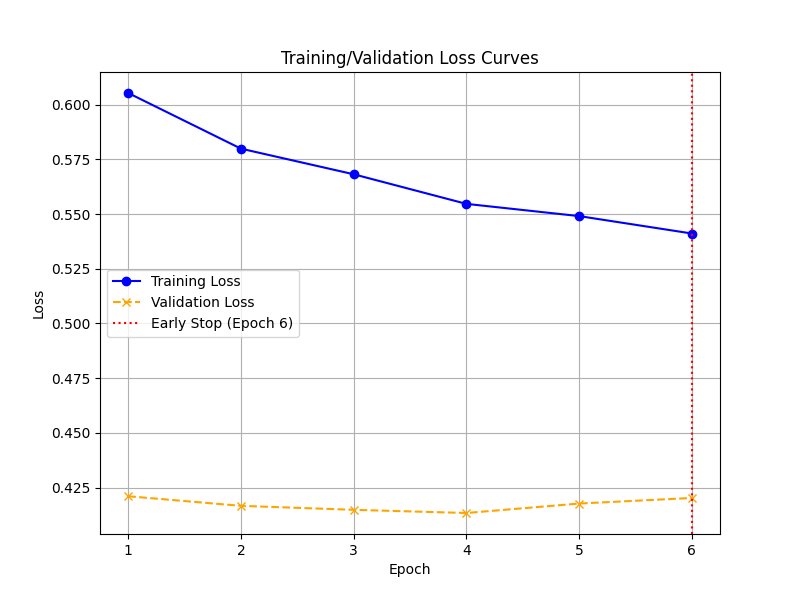 Training/Validation Loss Curves
0.600
0.575
0.550
0.525
0.500
0.475
0.450
0.425
Loss
Training Loss
Validation Loss
Early Stop (Epoch 6)
1 2 3 4 5 6
Epoch